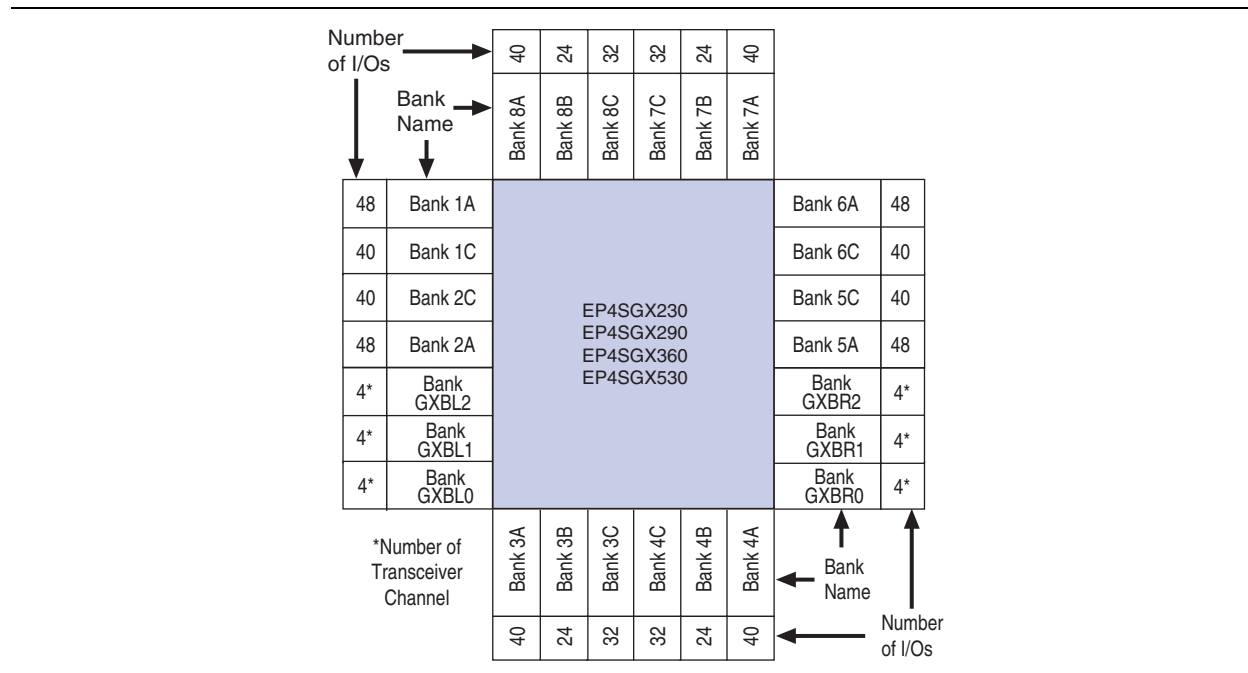 Number
of I/Os
40 24 32 32 24 40
Bank
Name
Bank 8A Bank 8B Bank 8C Bank 7C Bank 7B Bank 7A
48 Bank 1A Bank 6A 48
40 Bank 1C Bank 6C 40
40 Bank 2C Bank 5C 40
48 Bank 2A Bank 5A 48
EP4SGX230
EP4SGX290
EP4SGX360
EP4SGX530
4* Bank
GXBL2
Bank
GXBR2 4*
4* Bank
GXBL1
Bank
GXBR1 4*
4* Bank
GXBL0
Bank
GXBR0 4*
*Number of
Transceiver
Channel
Bank 3A Bank 3B Bank 3C Bank 4C Bank 4B Bank 4A
Bank
Name
40 24 32 32 24 40
Number
of I/Os